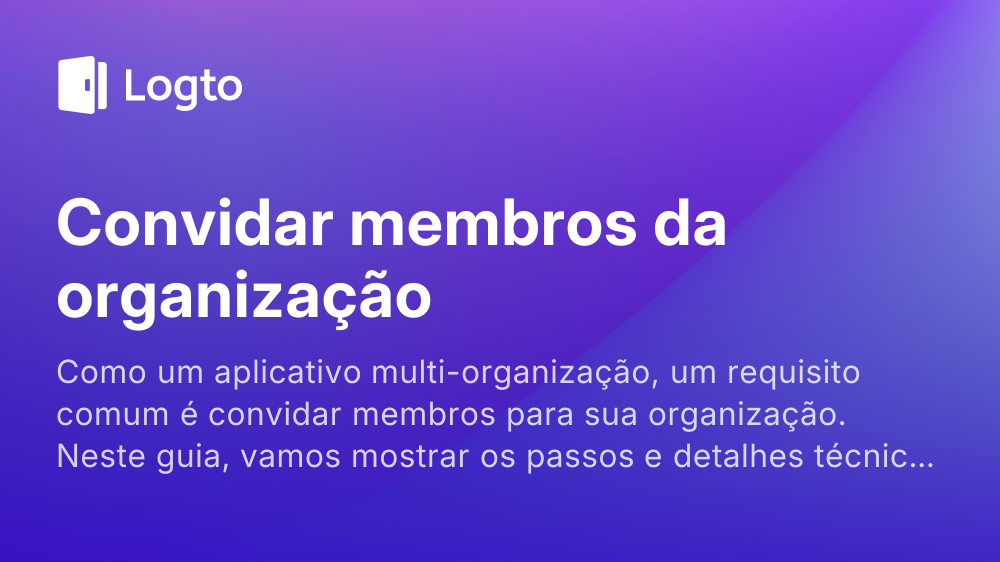 Logto
Convidar membros da
organização
Como um aplicativo multi-organização, um requisito
comum é convidar membros para sua organização.
Neste guia, vamos mostrar os passos e detalhes técnic...